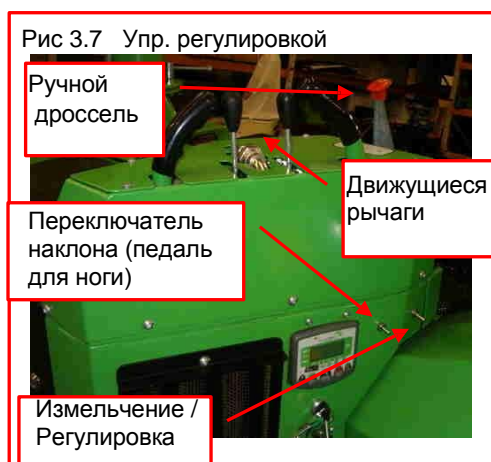 Рис 3.7 Упр. регулировкой
Ручной
дроссель
Движущиеся
рычаги
Переключатель
наклона (педаль
для ноги)
Измельчение /
Регулировка